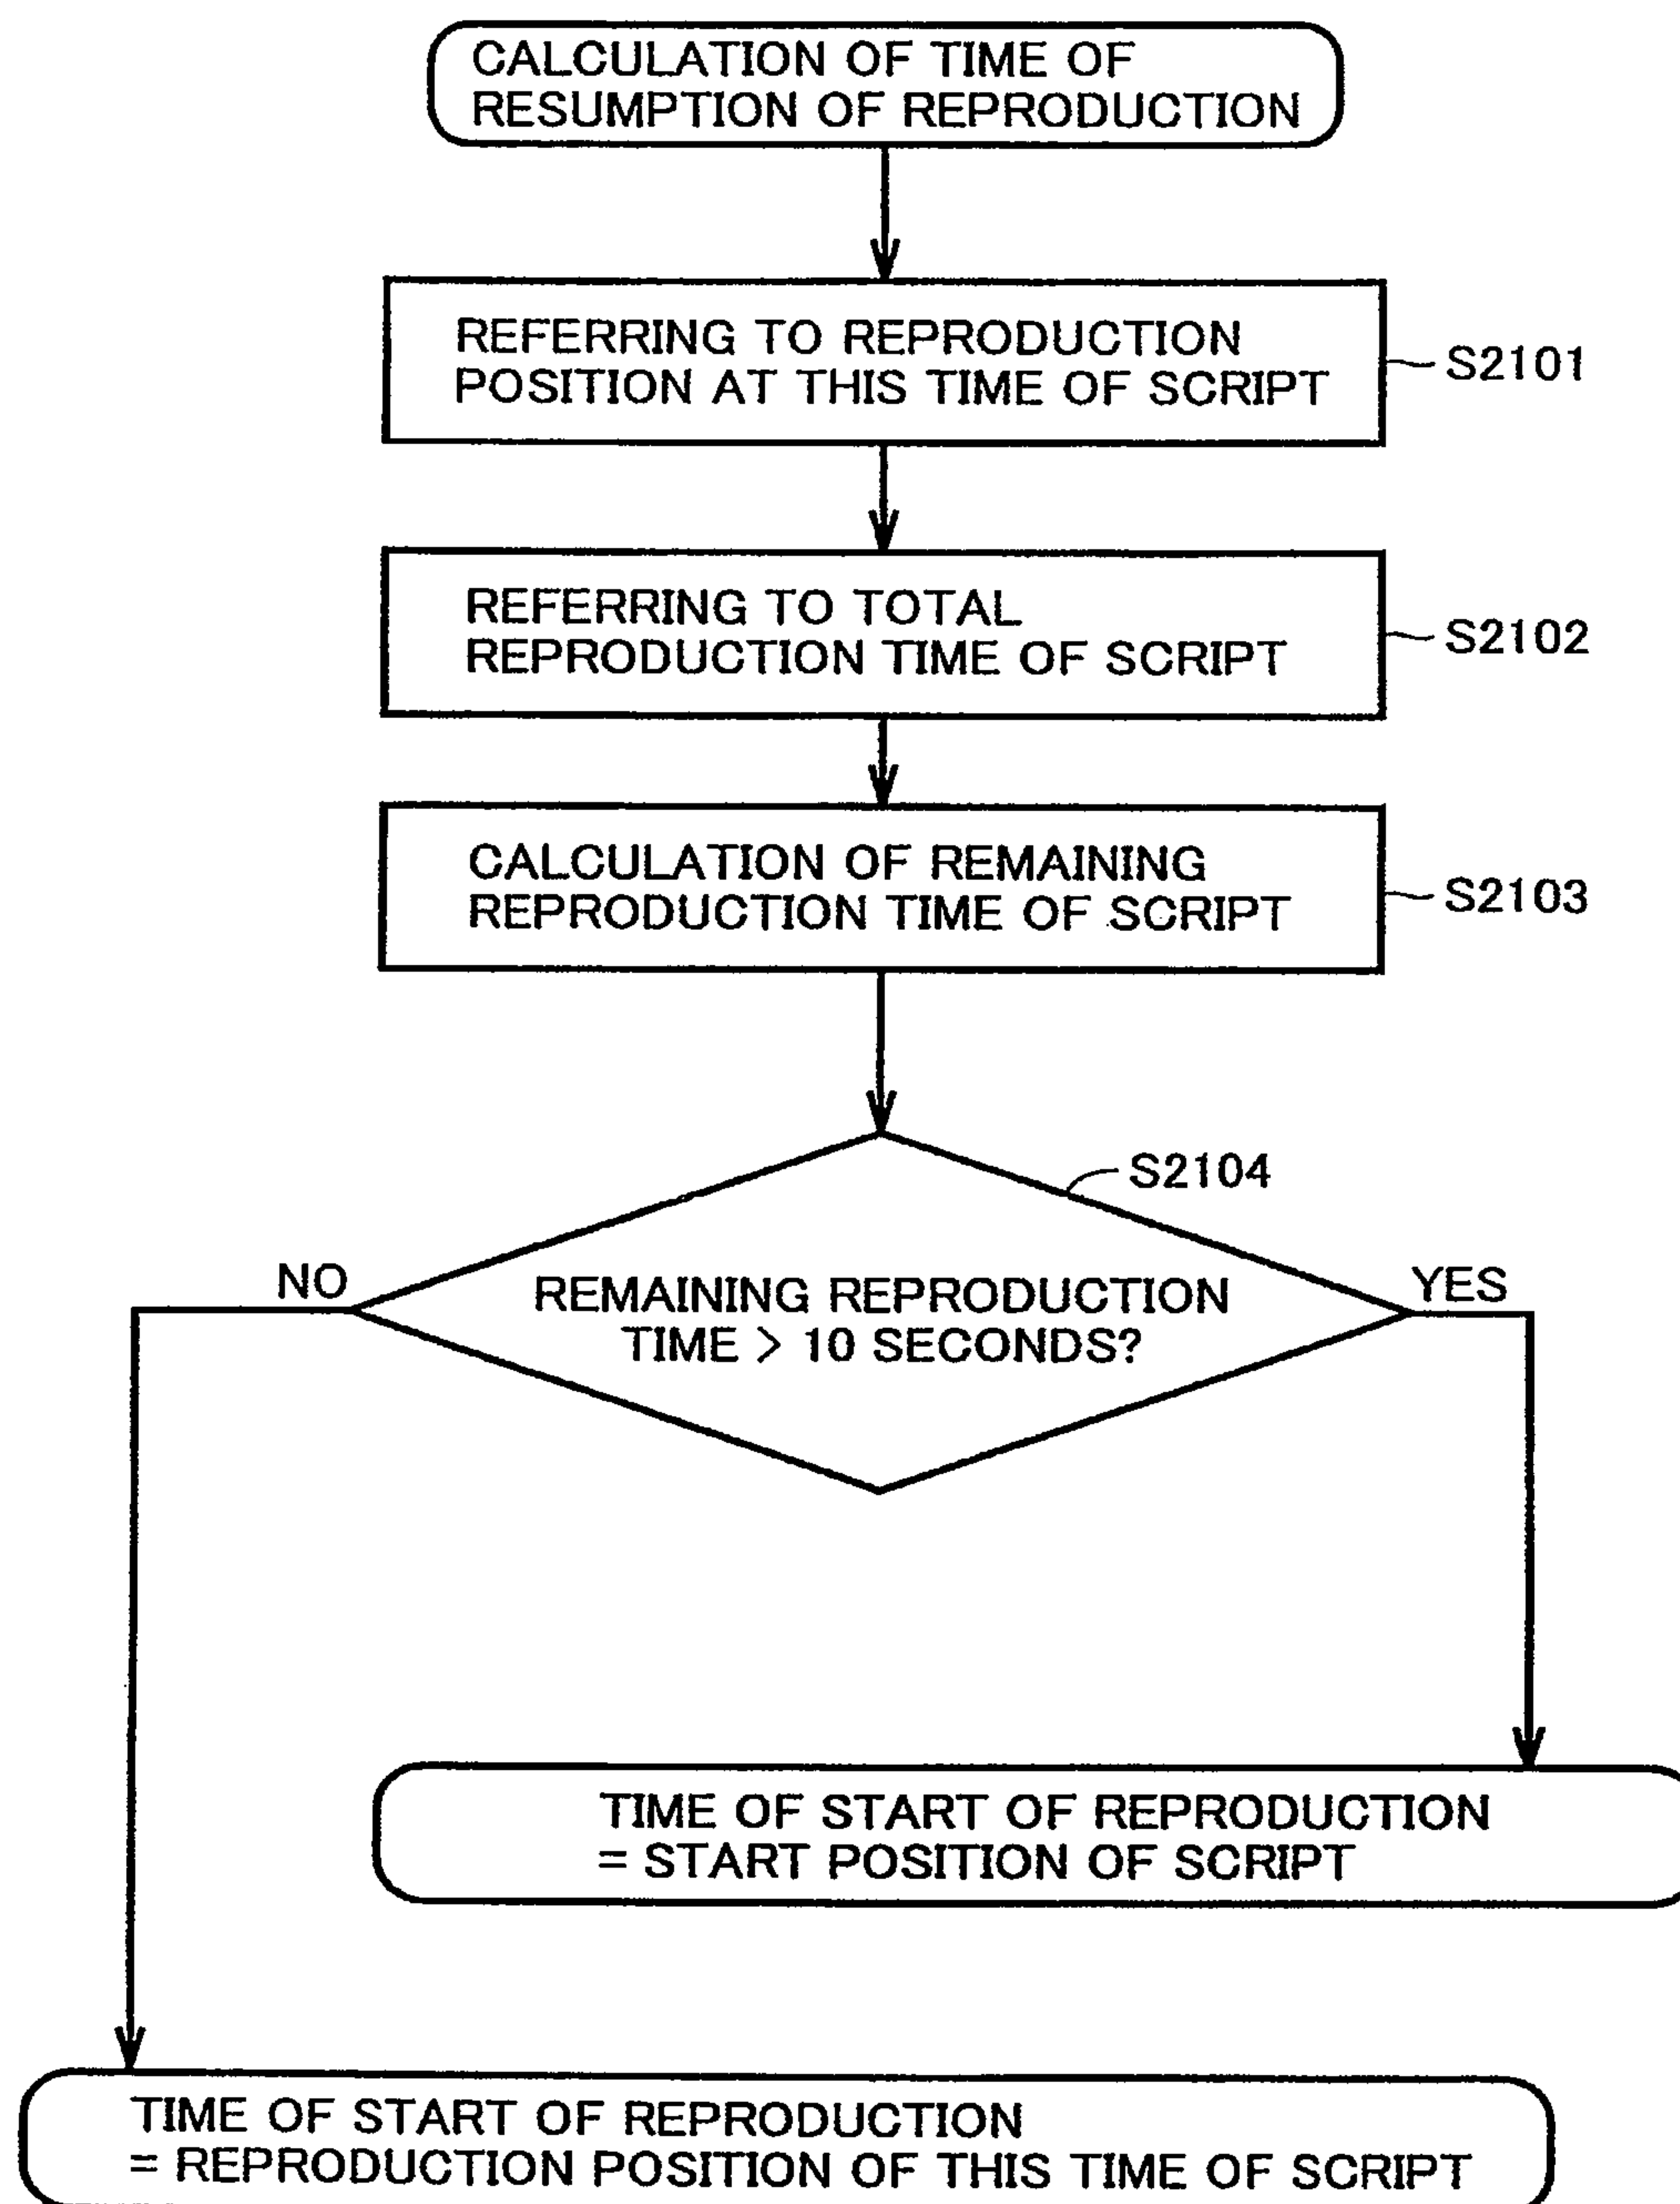 CALCULATION OF TIME OF
RESUMPTION OF REPRODUCTION
REFERRING TO REPRODUCTION
POSITION AT THIS TIME OF SCRIPT
S2101
REFERRING TO TOTAL
REPRODUCTION TIME OF SCRIPT
S2102
CALCULATION OF REMAINING
REPRODUCTION TIME OF SCRIPT
S2103
S2104
NO
REMAINING REPRODUCTION
TIME > 10 SECONDS?
YES
TIME OF START OF REPRODUCTION
= START POSITION OF SCRIPT
TIME OF START OF REPRODUCTION
= REPRODUCTION POSITION OF THIS TIME OF SCRIPT